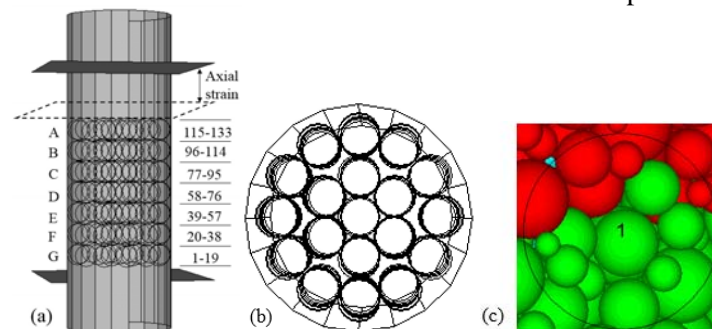 Axial
strain
A 115-133
B 96-114
C 77-95
D 58-76
E 39-57
F 20-38
G 1-19
1
(a) (b) (c)